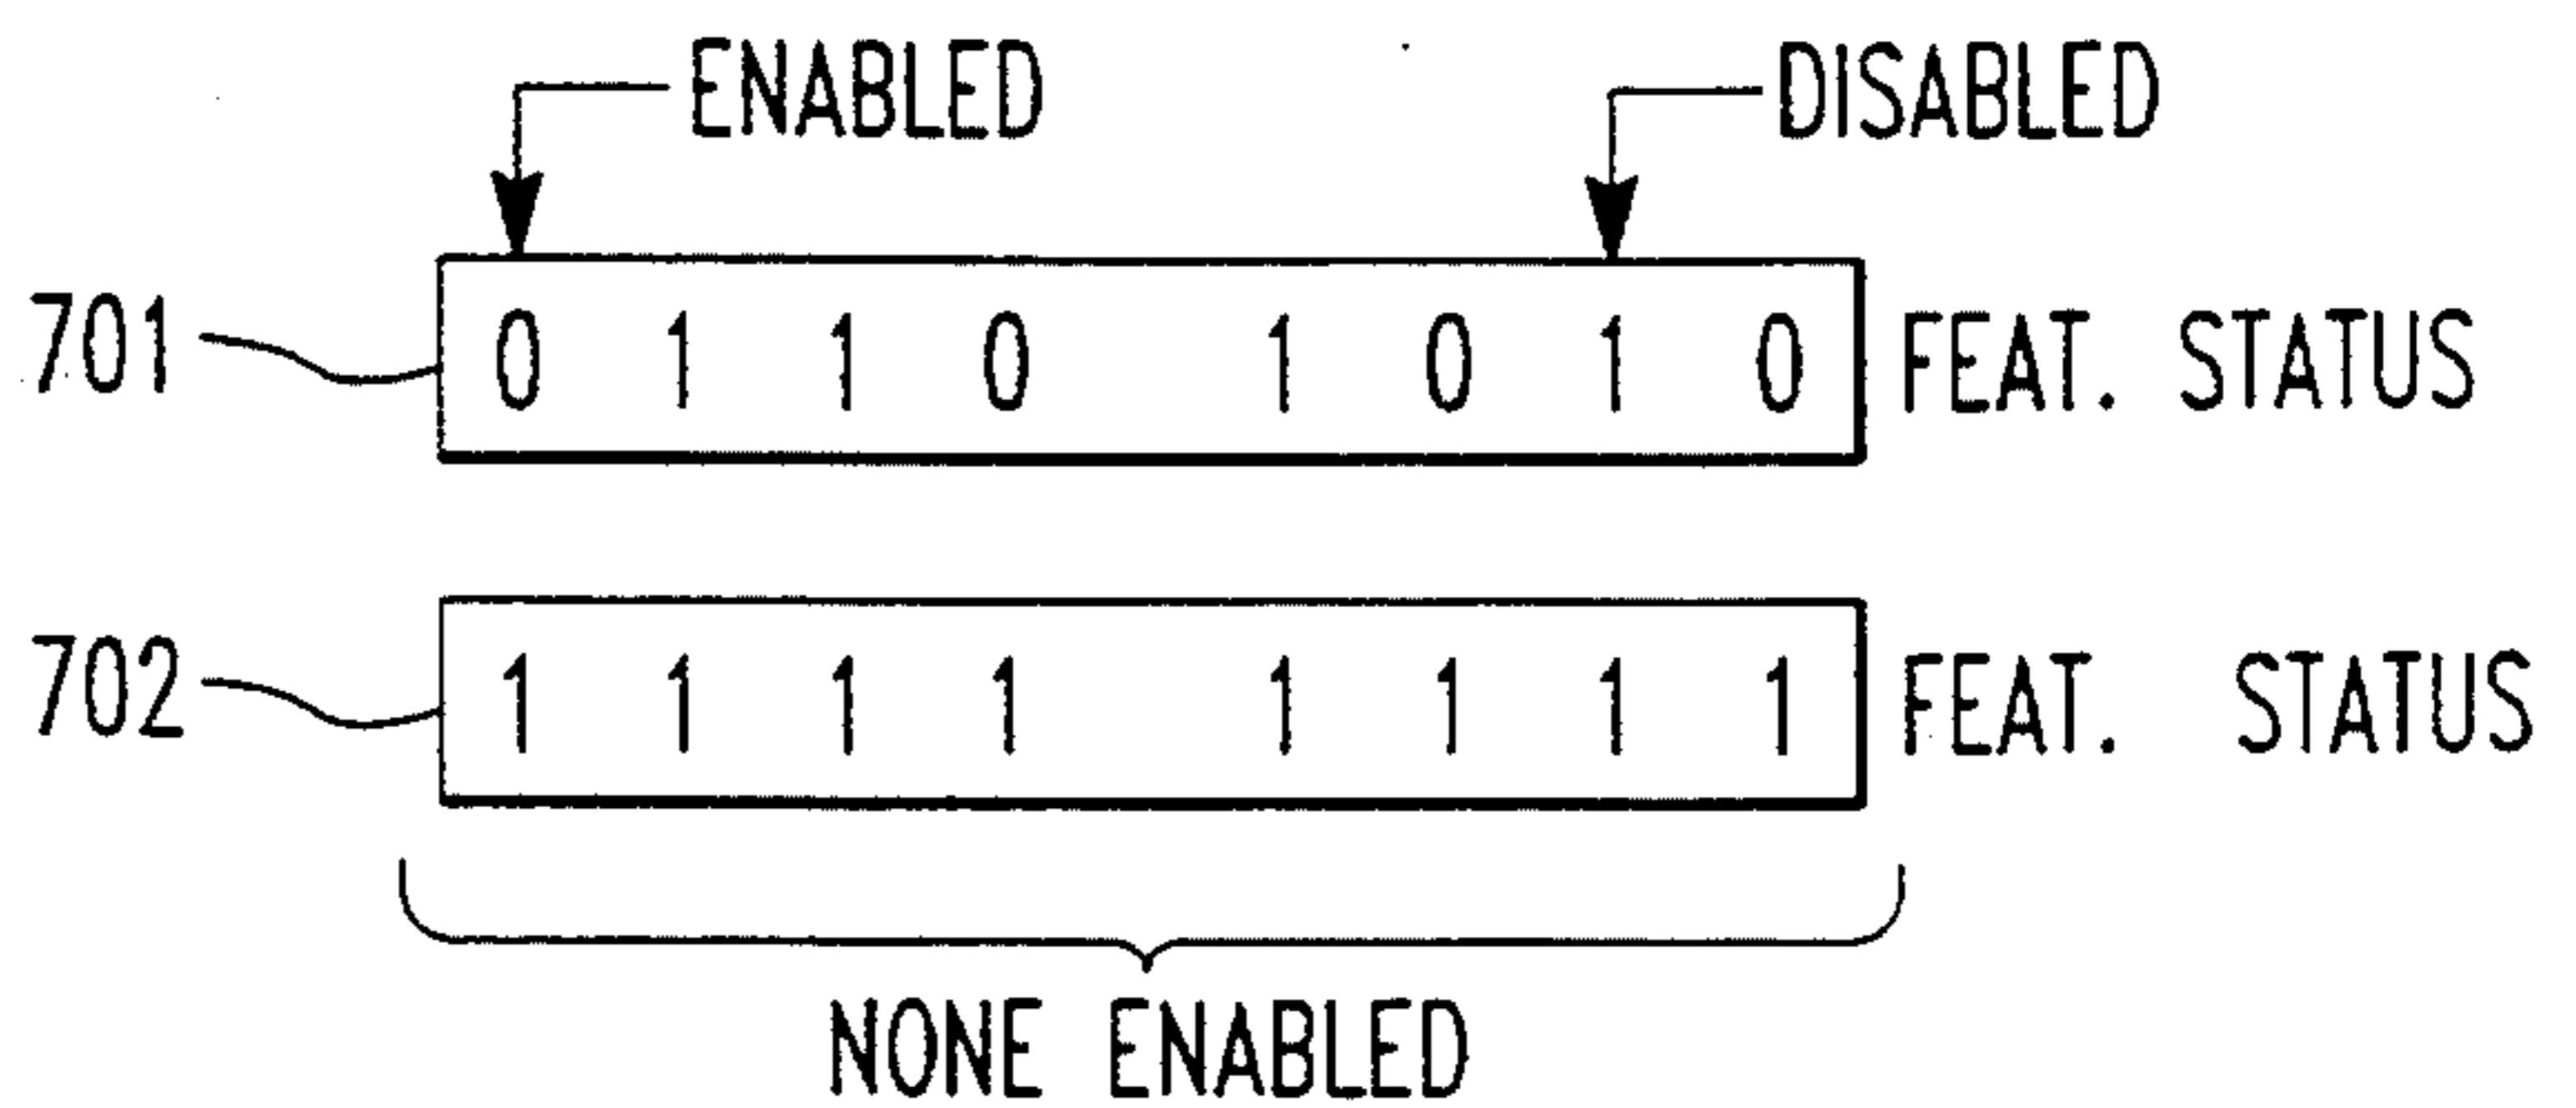 ENABLED DISABLED
701 0 1 1 0 1 0 1 0 FEAT. STATUS
702 1 1 1 1 1 1 1 1 FEAT. STATUS
NONE ENABLED